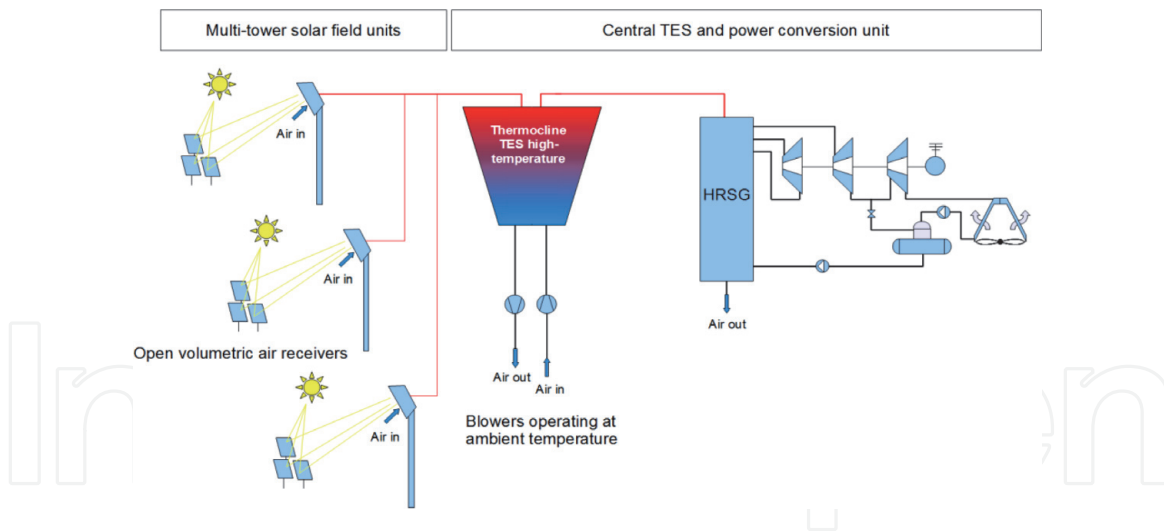 Multi-tower solar field units
Central TES and power conversion unit
Air in
Thermocline
TES high-
temperature
HRSG
Air in
Open volumetric air receivers
Air out
Air out
Air in
Blowers operating at
ambient temperature
Air in